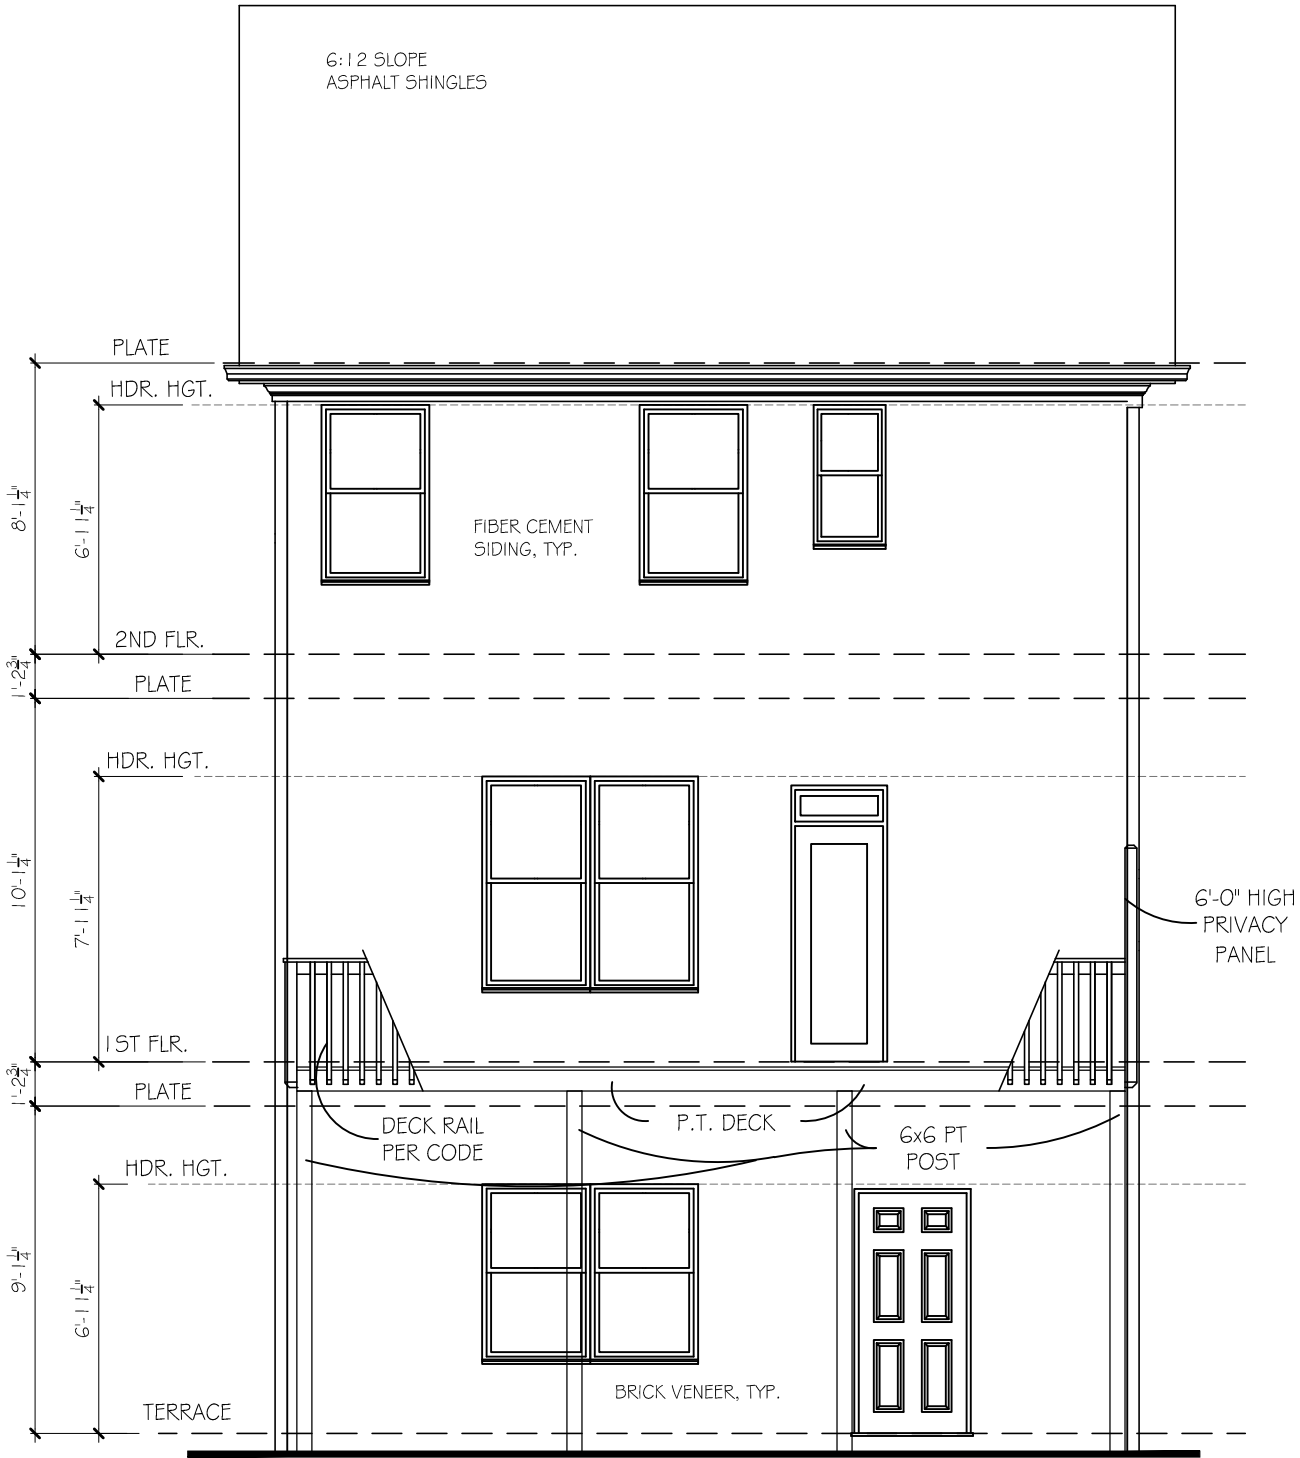 6:12 SLOPE
ASPHALT SHINGLES
PLATE
HDR. HGT.
8'-1 1/4"
6'-11 1/4"
FIBER CEMENT
SIDING, TYP.
2ND FLR.
1'-2 3/4"
PLATE
HDR. HGT.
10'-1 1/4"
7'-11 1/4"
6'-0" HIGH
PRIVACY
PANEL
1ST FLR.
1'-2 3/4"
PLATE
DECK RAIL
PER CODE
P.T. DECK
6x6 PT
POST
HDR. HGT.
9'-1 1/4"
6'-11 1/4"
BRICK VENEER, TYP.
TERRACE